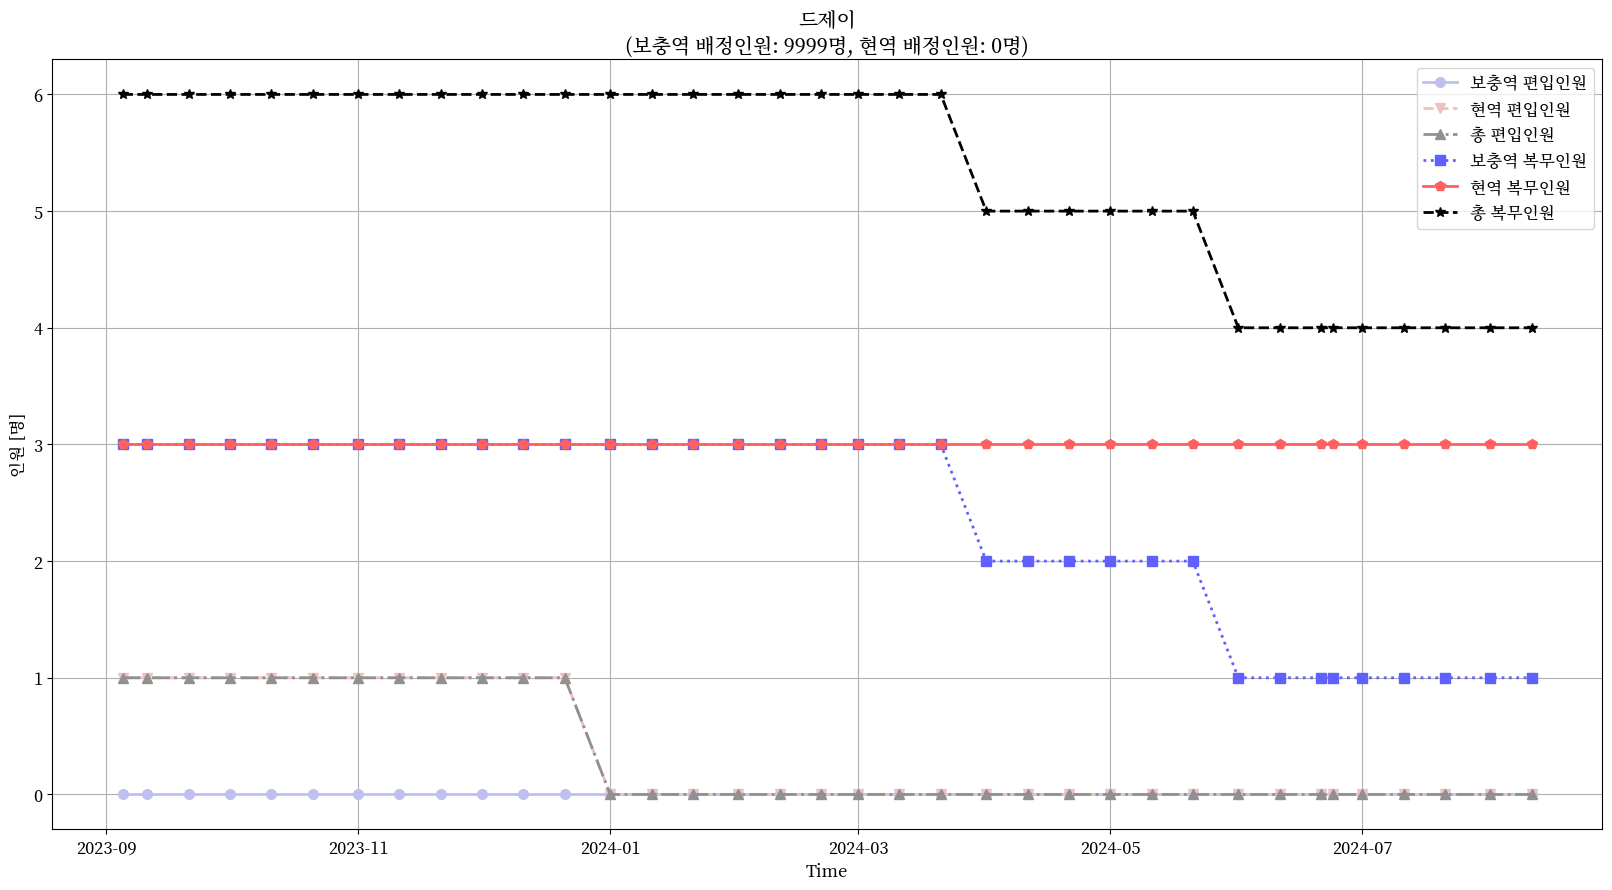 드제이
(보충역 배정인원: 9999명, 현역 배정인원: 0명)
보충역 편입인원
현역 편입인원
총 편입인원
보충역 복무인원
현역 복무인원
총 복무인원
인원 [명]
6
5
4
3
2
1
0
2023-09
2023-11
2024-01
2024-03
2024-05
2024-07
Time